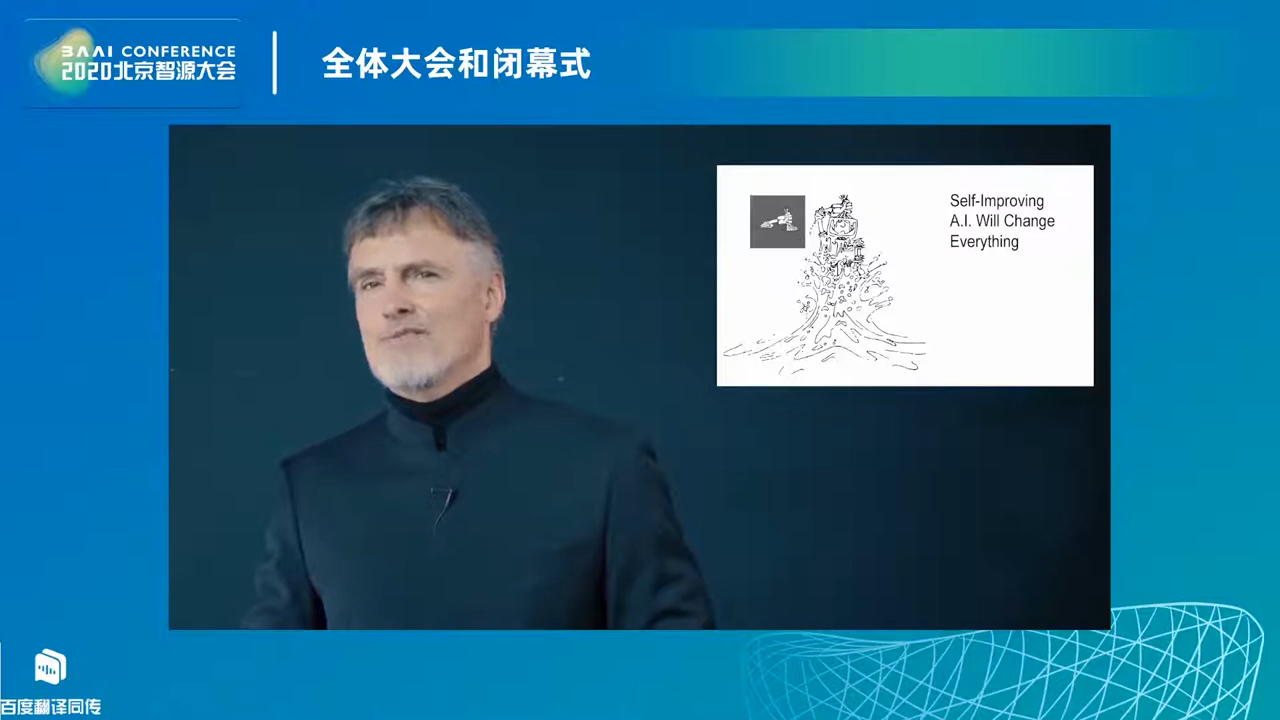 BAAI CONFERENCE
2020北京智源大会
全体大会和闭幕式
Self-Improving
A.I. Will Change
Everything
百度翻译同传